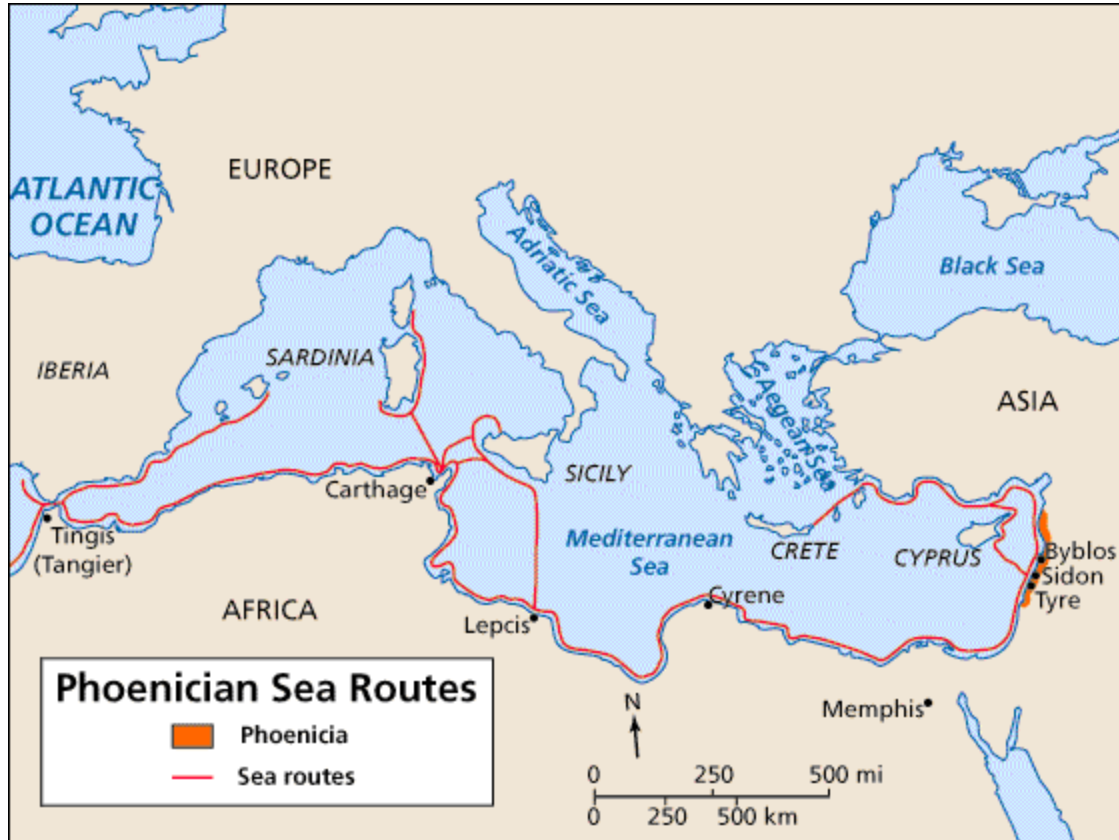 EUROPE
ATLANTIC
OCEAN
Adriatic Sea
Black Sea
IBERIA
SARDINIA
Aegean Sea
ASIA
Carthage
SICILY
Tingis
(Tangier)
Mediterranean
Sea
CRETE
CYPRUS
Byblos
Sidon
Tyre
AFRICA
Lepcis
Cyrene
Memphis
Phoenician Sea Routes
Phoenicia
Sea routes
N
0 250 500 mi
0 250 500 km